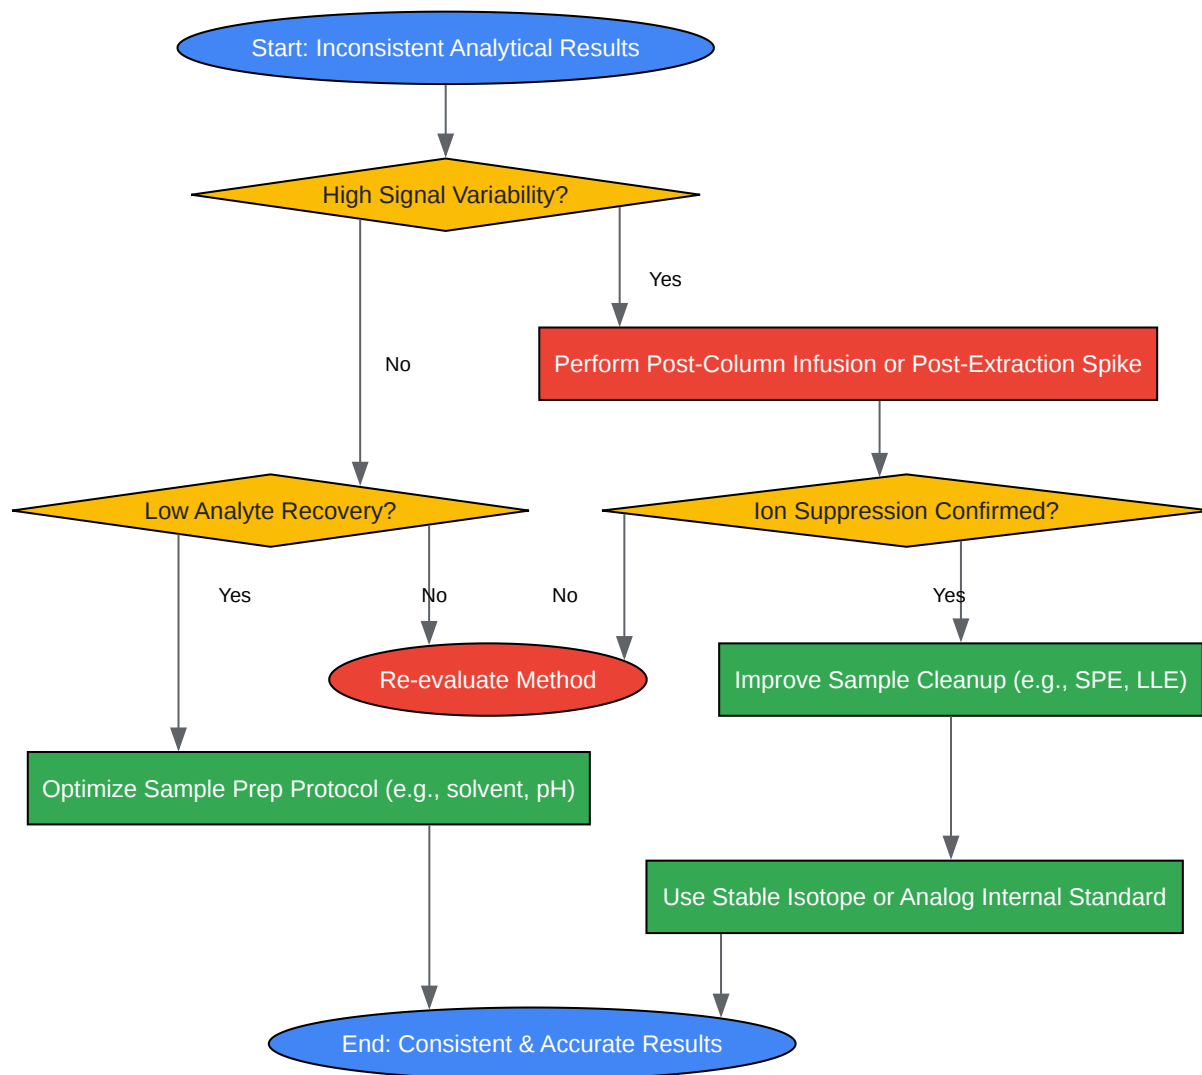 Start: Inconsistent Analytical Results
High Signal Variability?
Yes
No
Perform Post-Column Infusion or Post-Extraction Spike
Low Analyte Recovery?
Ion Suppression Confirmed?
Yes
No
No
Yes
Re-evaluate Method
Improve Sample Cleanup (e.g., SPE, LLE)
Optimize Sample Prep Protocol (e.g., solvent, pH)
Use Stable Isotope or Analog Internal Standard
End: Consistent & Accurate Results